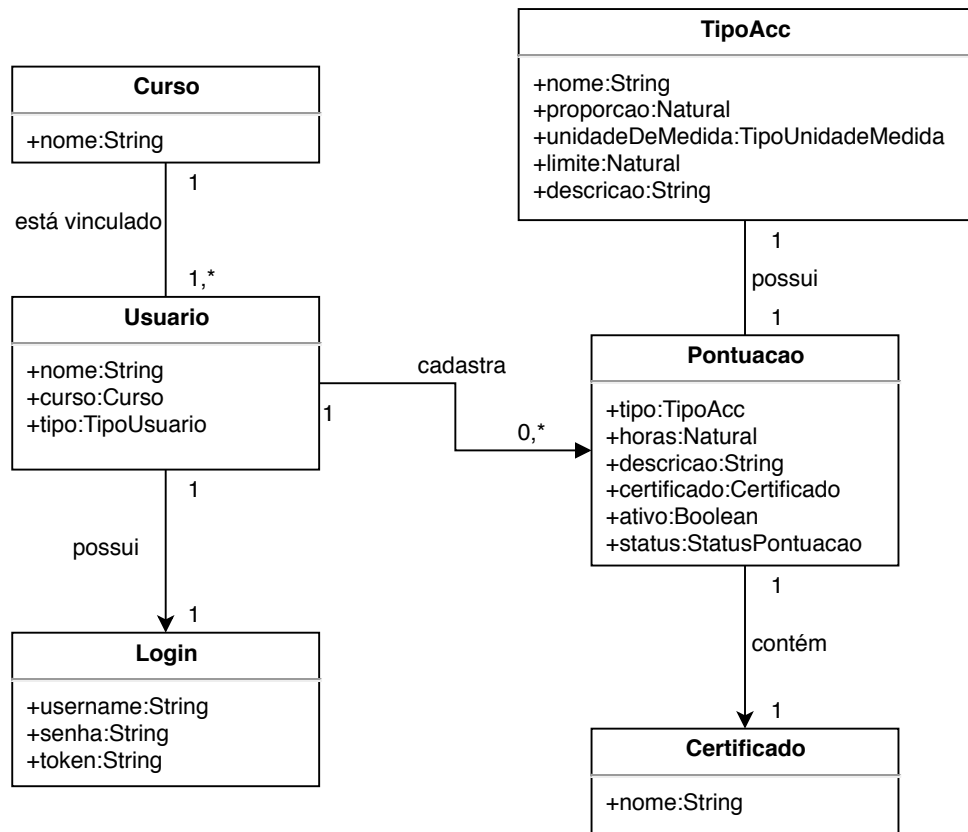 TipoAcc
+nome:String
+proporcao:Natural
+unidadeDeMedida:TipoUnidadeMedida
+limite:Natural
+descricao:String
Curso
+nome:String
1
está vinculado
1,*
1
possui
1
Usuario
+nome:String
+curso:Curso
+tipo:TipoUsuario
cadastra
1
0,*
Pontuacao
+tipo:TipoAcc
+horas:Natural
+descricao:String
+certificado:Certificado
+ativo:Boolean
+status:StatusPontuacao
1
possui
1
1
contém
1
Login
+username:String
+senha:String
+token:String
Certificado
+nome:String